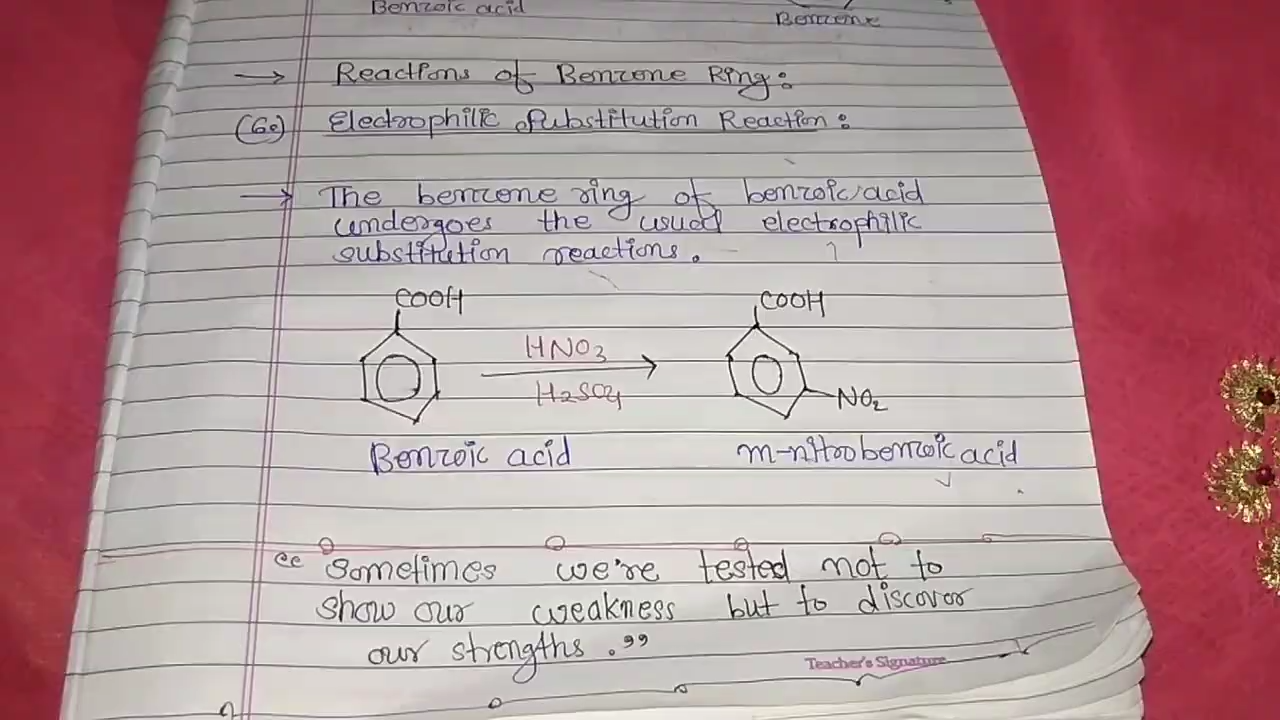 Benzoic acid
Benzene
→ Reactions of Benzene Ring:
(6.) Electrophilic Substitution Reaction:
→ The benzene ring of benzoic acid
undergoes the usual electrophilic
substitution reactions.
COOH COOH
HNO3
H2SO4
NO2
Benzoic acid m-nitrobenzoic acid
“ Sometimes we're tested not to
show our weakness but to discover
our strengths .”
Teacher's Signature